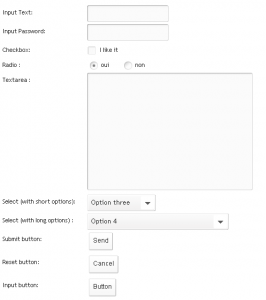 Input Text:
Input Password:
Checkbox: I like it
Radio : oui non
Textarea :
Select (with short options): Option three
Select (with long options) : Option 4
Submit button: Send
Reset button: Cancel
Input button: Button